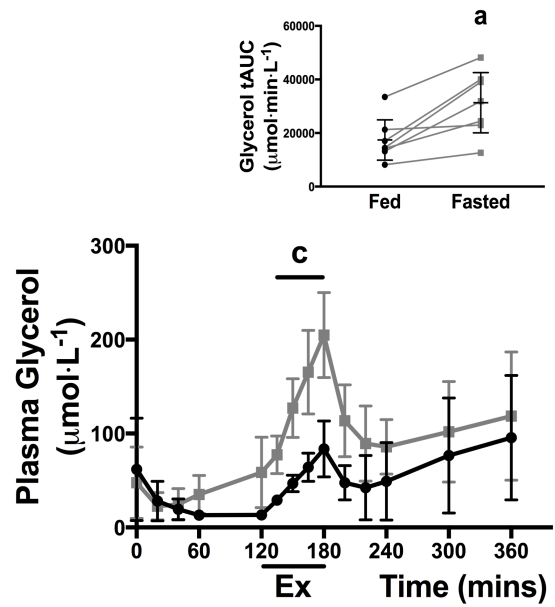 a
Glycerol tAUC
(μmol·min·L⁻¹)
60000
40000
20000
0
Fed Fasted
c
Plasma Glycerol
(μmol·L⁻¹)
300
200
100
0
0 60 120 180 240 300 360
Ex Time (mins)